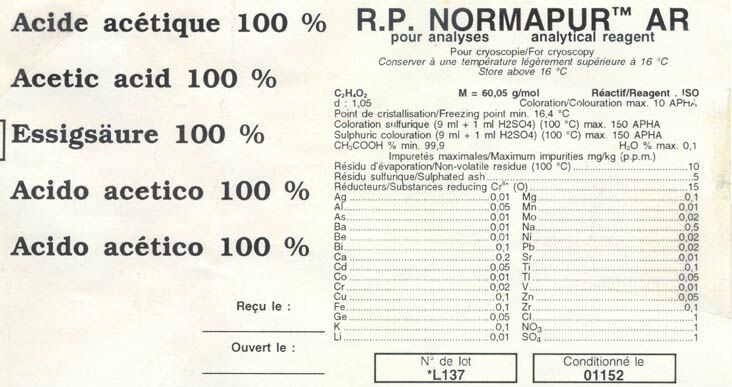 Acide acétique 100 %
Acetic acid 100 %
Essigsäure 100 %
Acido acetico 100 %
Acido acético 100 %
Reçu le :
Ouvert le :
R.P. NORMAPUR™ AR
pour analyses analytical reagent
Pour cryoscopie/For cryoscopy
Conserver à une température légèrement supérieure à 16 °C
Store above 16 °C
C₂H₄O₂ M = 60,05 g/mol Réactif/Reagent . ISO
d : 1,05 Coloration/Colouration max. 10 APHA
Point de cristallisation/Freezing point min. 16,4 °C
Coloration sulfurique (9 ml + 1 ml H2SO4) (100 °C) max. 150 APHA
Sulphuric colouration (9 ml + 1 ml H2SO4) (100 °C) max. 150 APHA
CH₃COOH % min. 99,9 H₂O % max. 0,1
Impuretés maximales/Maximum impurities mg/kg (p.p.m.)
Résidu d'évaporation/Non-volatile residue (100 °C) 10
Résidu sulfurique/Sulphated ash 5
Réducteurs/Substances reducing Cr⁶⁺ (O) 15
Ag 0,01 Mg 0,1
Al 0,05 Mn 0,01
As 0,01 Mo 0,02
Ba 0,01 Na 0,5
Be 0,01 Ni 0,02
Bi 0,1 Pb 0,02
Ca 0,2 Sr 0,01
Cd 0,05 Ti 0,1
Co 0,01 Tl 0,05
Cr 0,02 V 0,01
Cu 0,1 Zn 0,05
Fe 0,1 Zr 0,1
Ge 0,05 Cl 1
K 0,1 NO₃ 1
Li 0,01 SO₄ 1
N° de lot
*L137
Conditionné le
01152